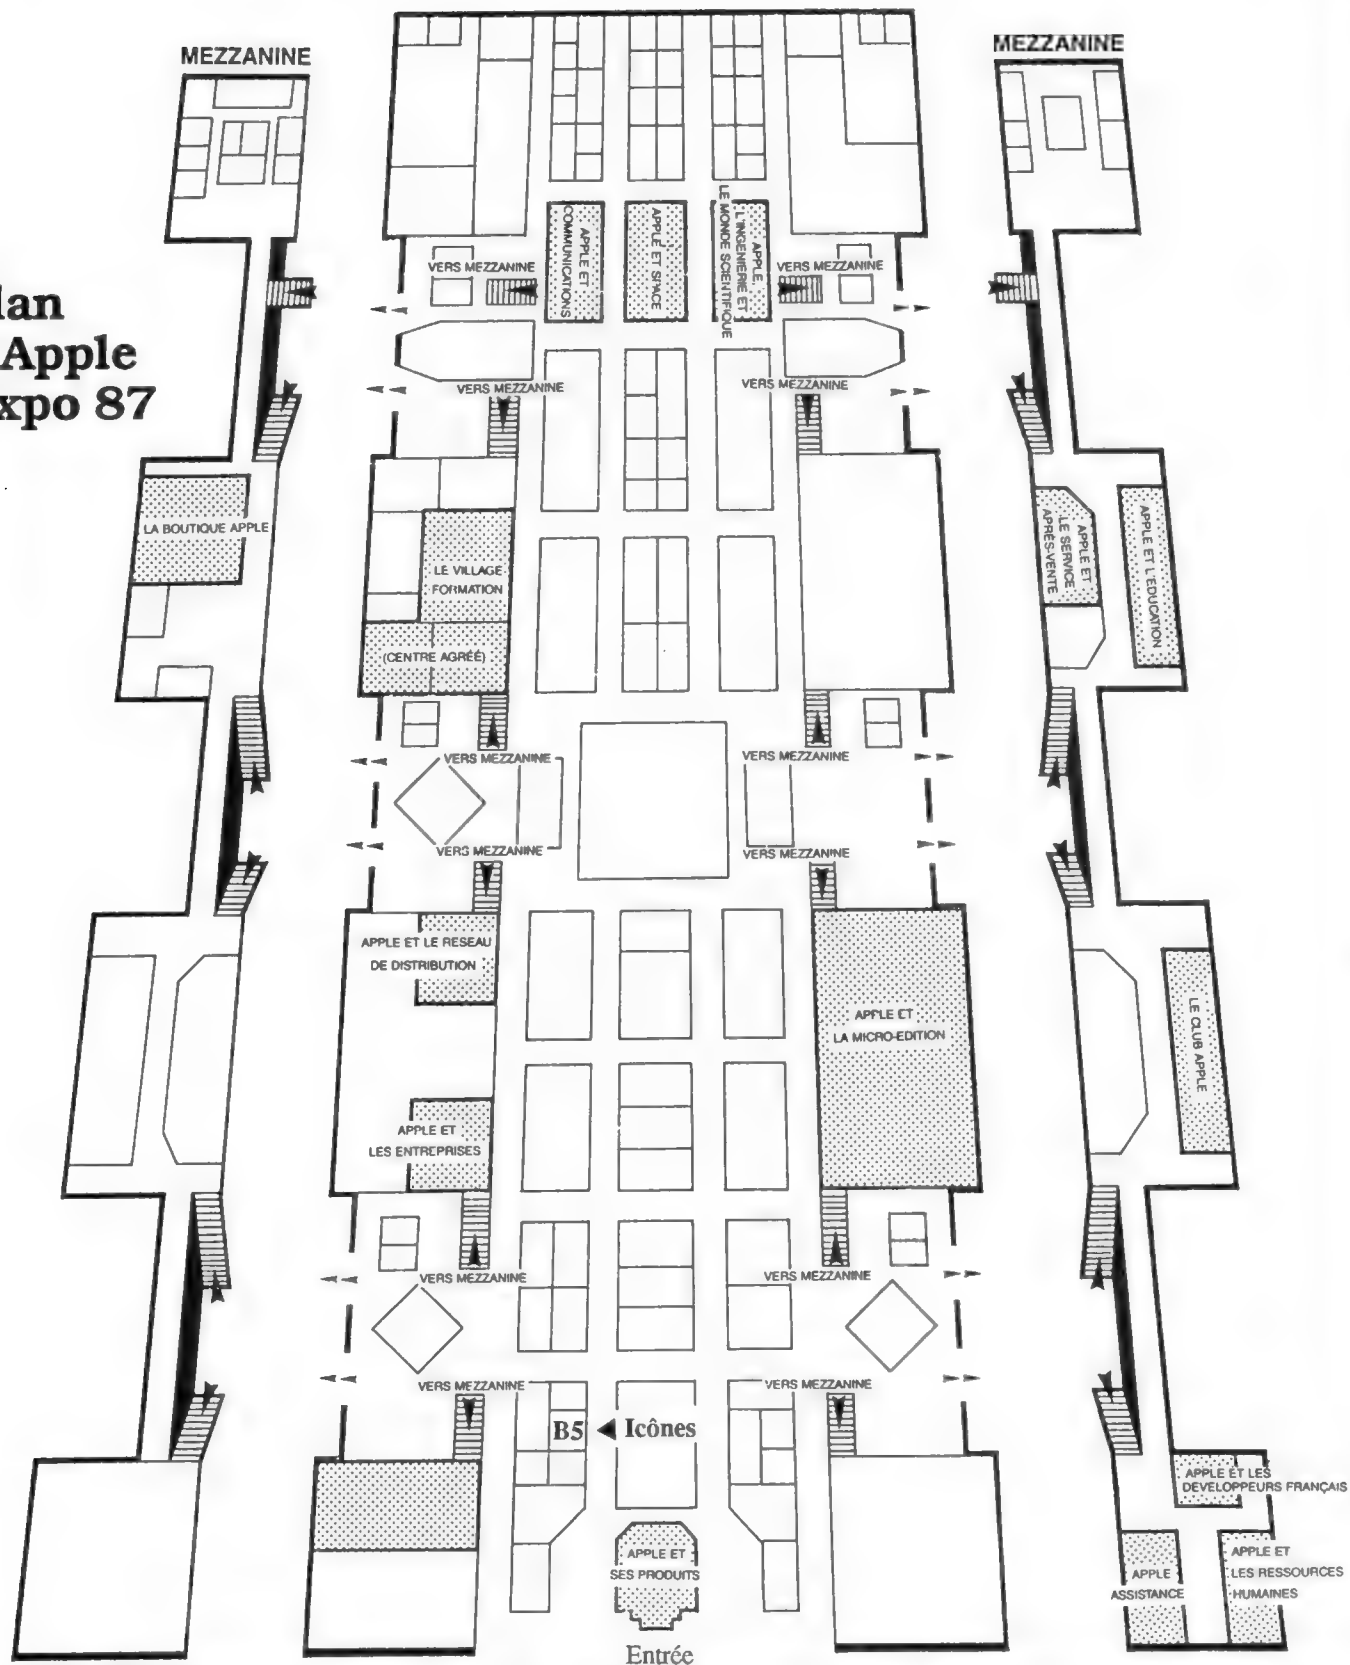 MEZZANINE
MEZZANINE
lan
Apple
xpo 87
APPLE ET
COMMUNICATIONS
APPLE ET SPACE
APPLE
L'INGENIERIE ET
LE MONDE SCIENTIFIQUE
VERS MEZZANINE
VERS MEZZANINE
VERS MEZZANINE
VERS MEZZANINE
LA BOUTIQUE APPLE
LE VILLAGE
FORMATION
(CENTRE AGRÉÉ)
APPLE ET
LE SERVICE
APRÈS-VENTE
APPLE ET L'EDUCATION
VERS MEZZANINE
VERS MEZZANINE
VERS MEZZANINE
VERS MEZZANINE
APPLE ET LE RESEAU
DE DISTRIBUTION
APPLE ET
LA MICRO-EDITION
LE CLUB APPLE
APPLE ET
LES ENTREPRISES
VERS MEZZANINE
VERS MEZZANINE
VERS MEZZANINE
VERS MEZZANINE
B5
Icônes
APPLE ET LES
DEVELOPPEURS FRANÇAIS
APPLE ET
SES PRODUITS
APPLE
ASSISTANCE
APPLE ET
LES RESSOURCES
HUMAINES
Entrée